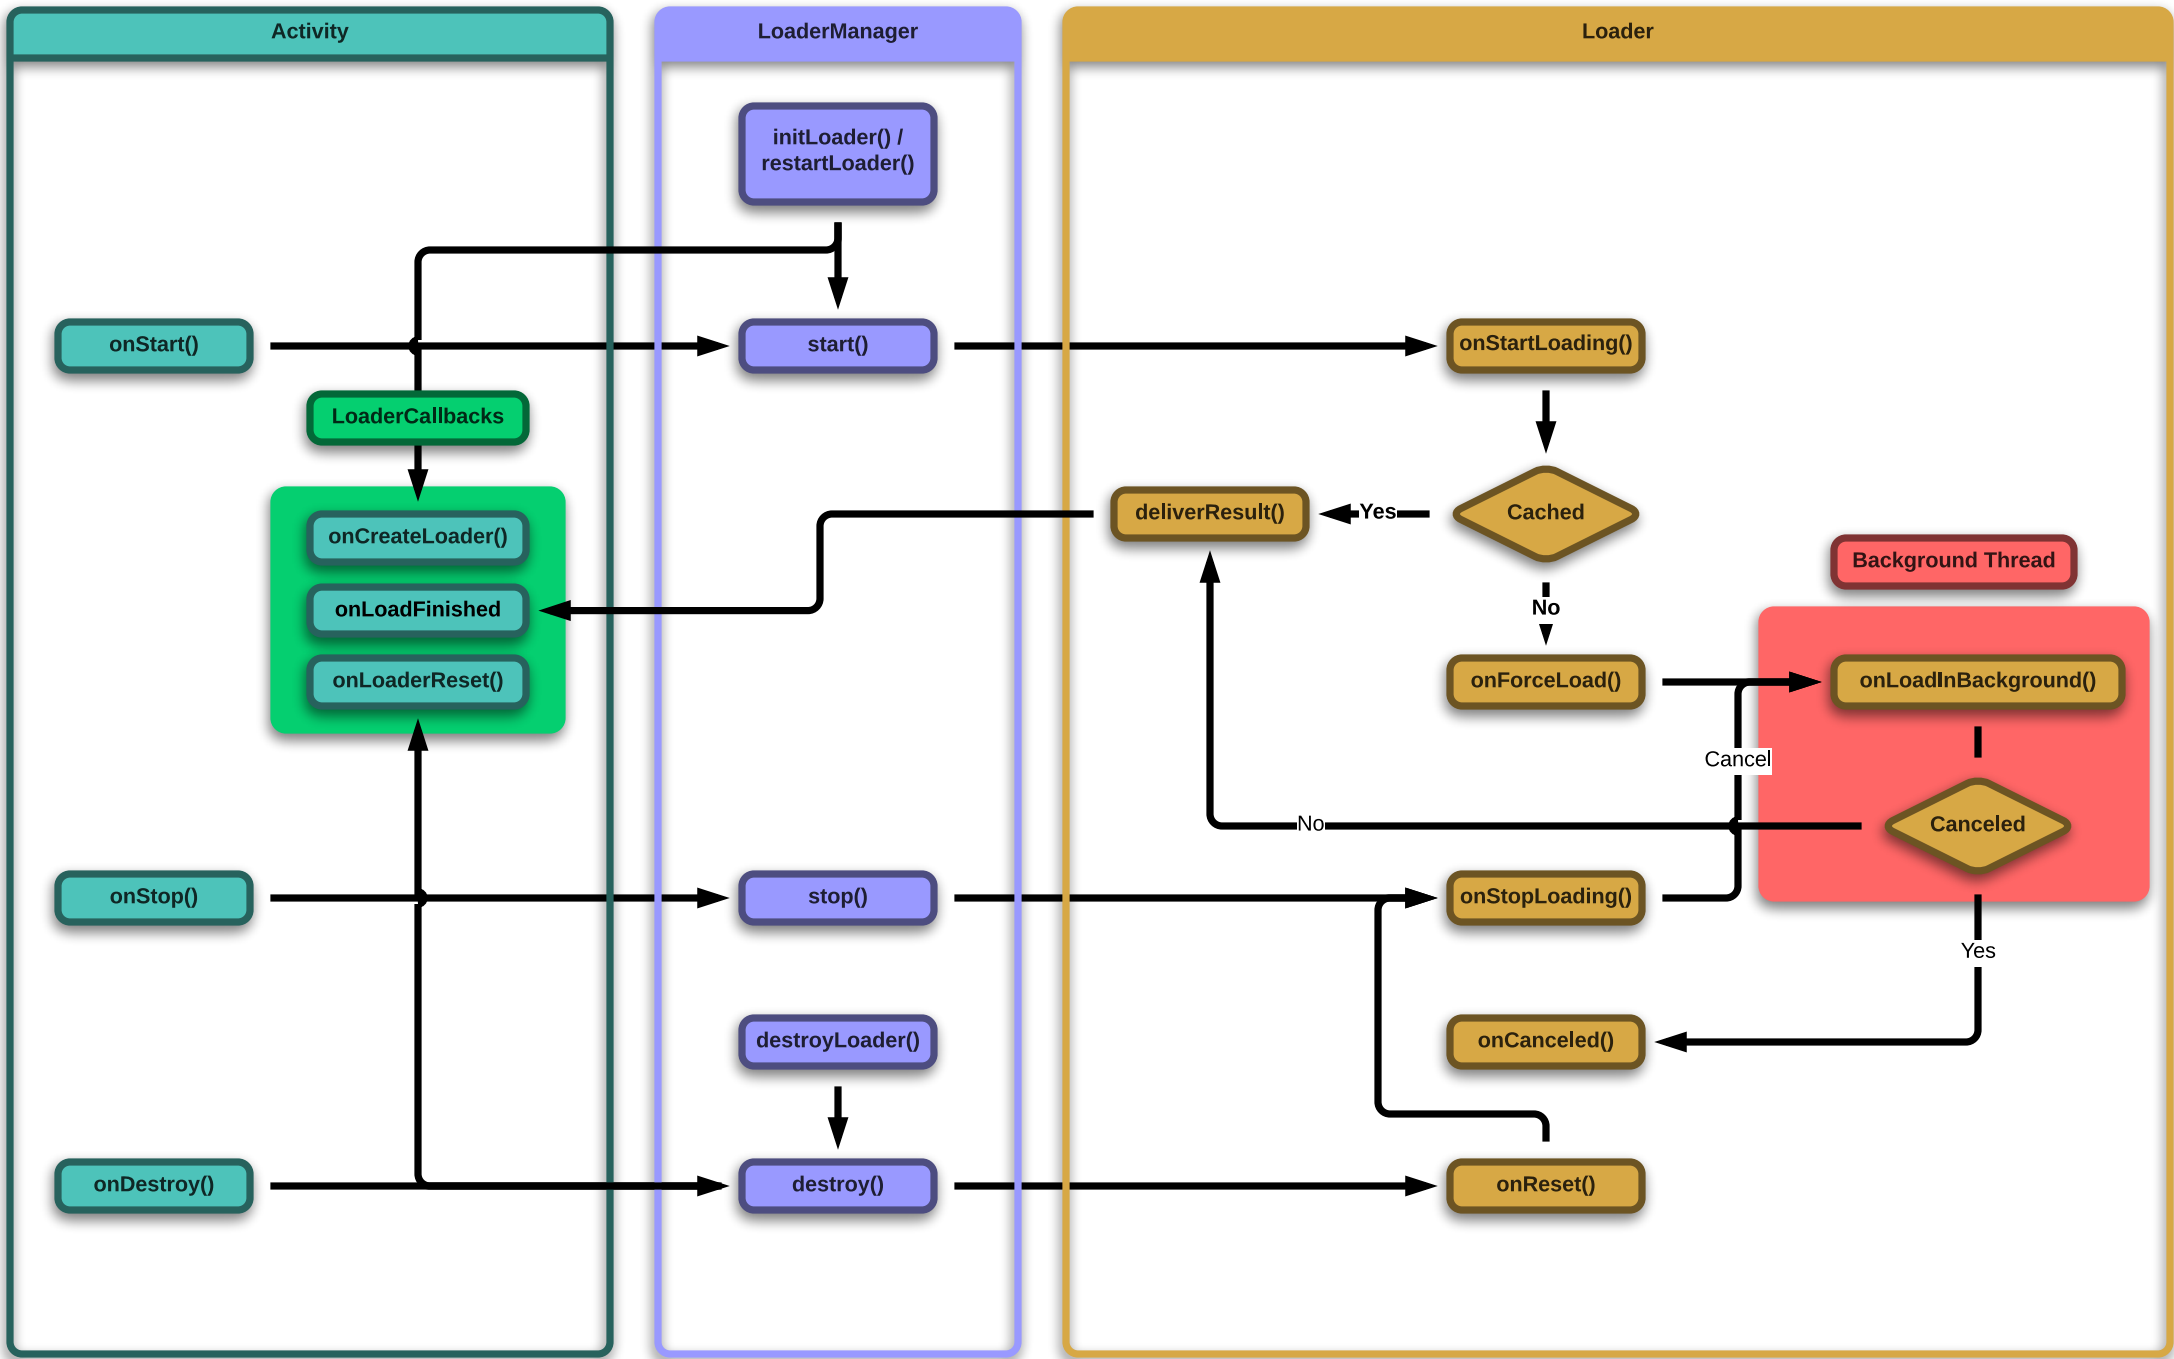 Activity
LoaderManager
Loader
initLoader() /
restartLoader()
onStart()
start()
onStartLoading()
LoaderCallbacks
onCreateLoader()
onLoadFinished
onLoaderReset()
deliverResult()
Yes
Cached
No
Background Thread
onForceLoad()
onLoadInBackground()
Cancel
No
Canceled
onStop()
stop()
onStopLoading()
Yes
destroyLoader()
onCanceled()
onDestroy()
destroy()
onReset()